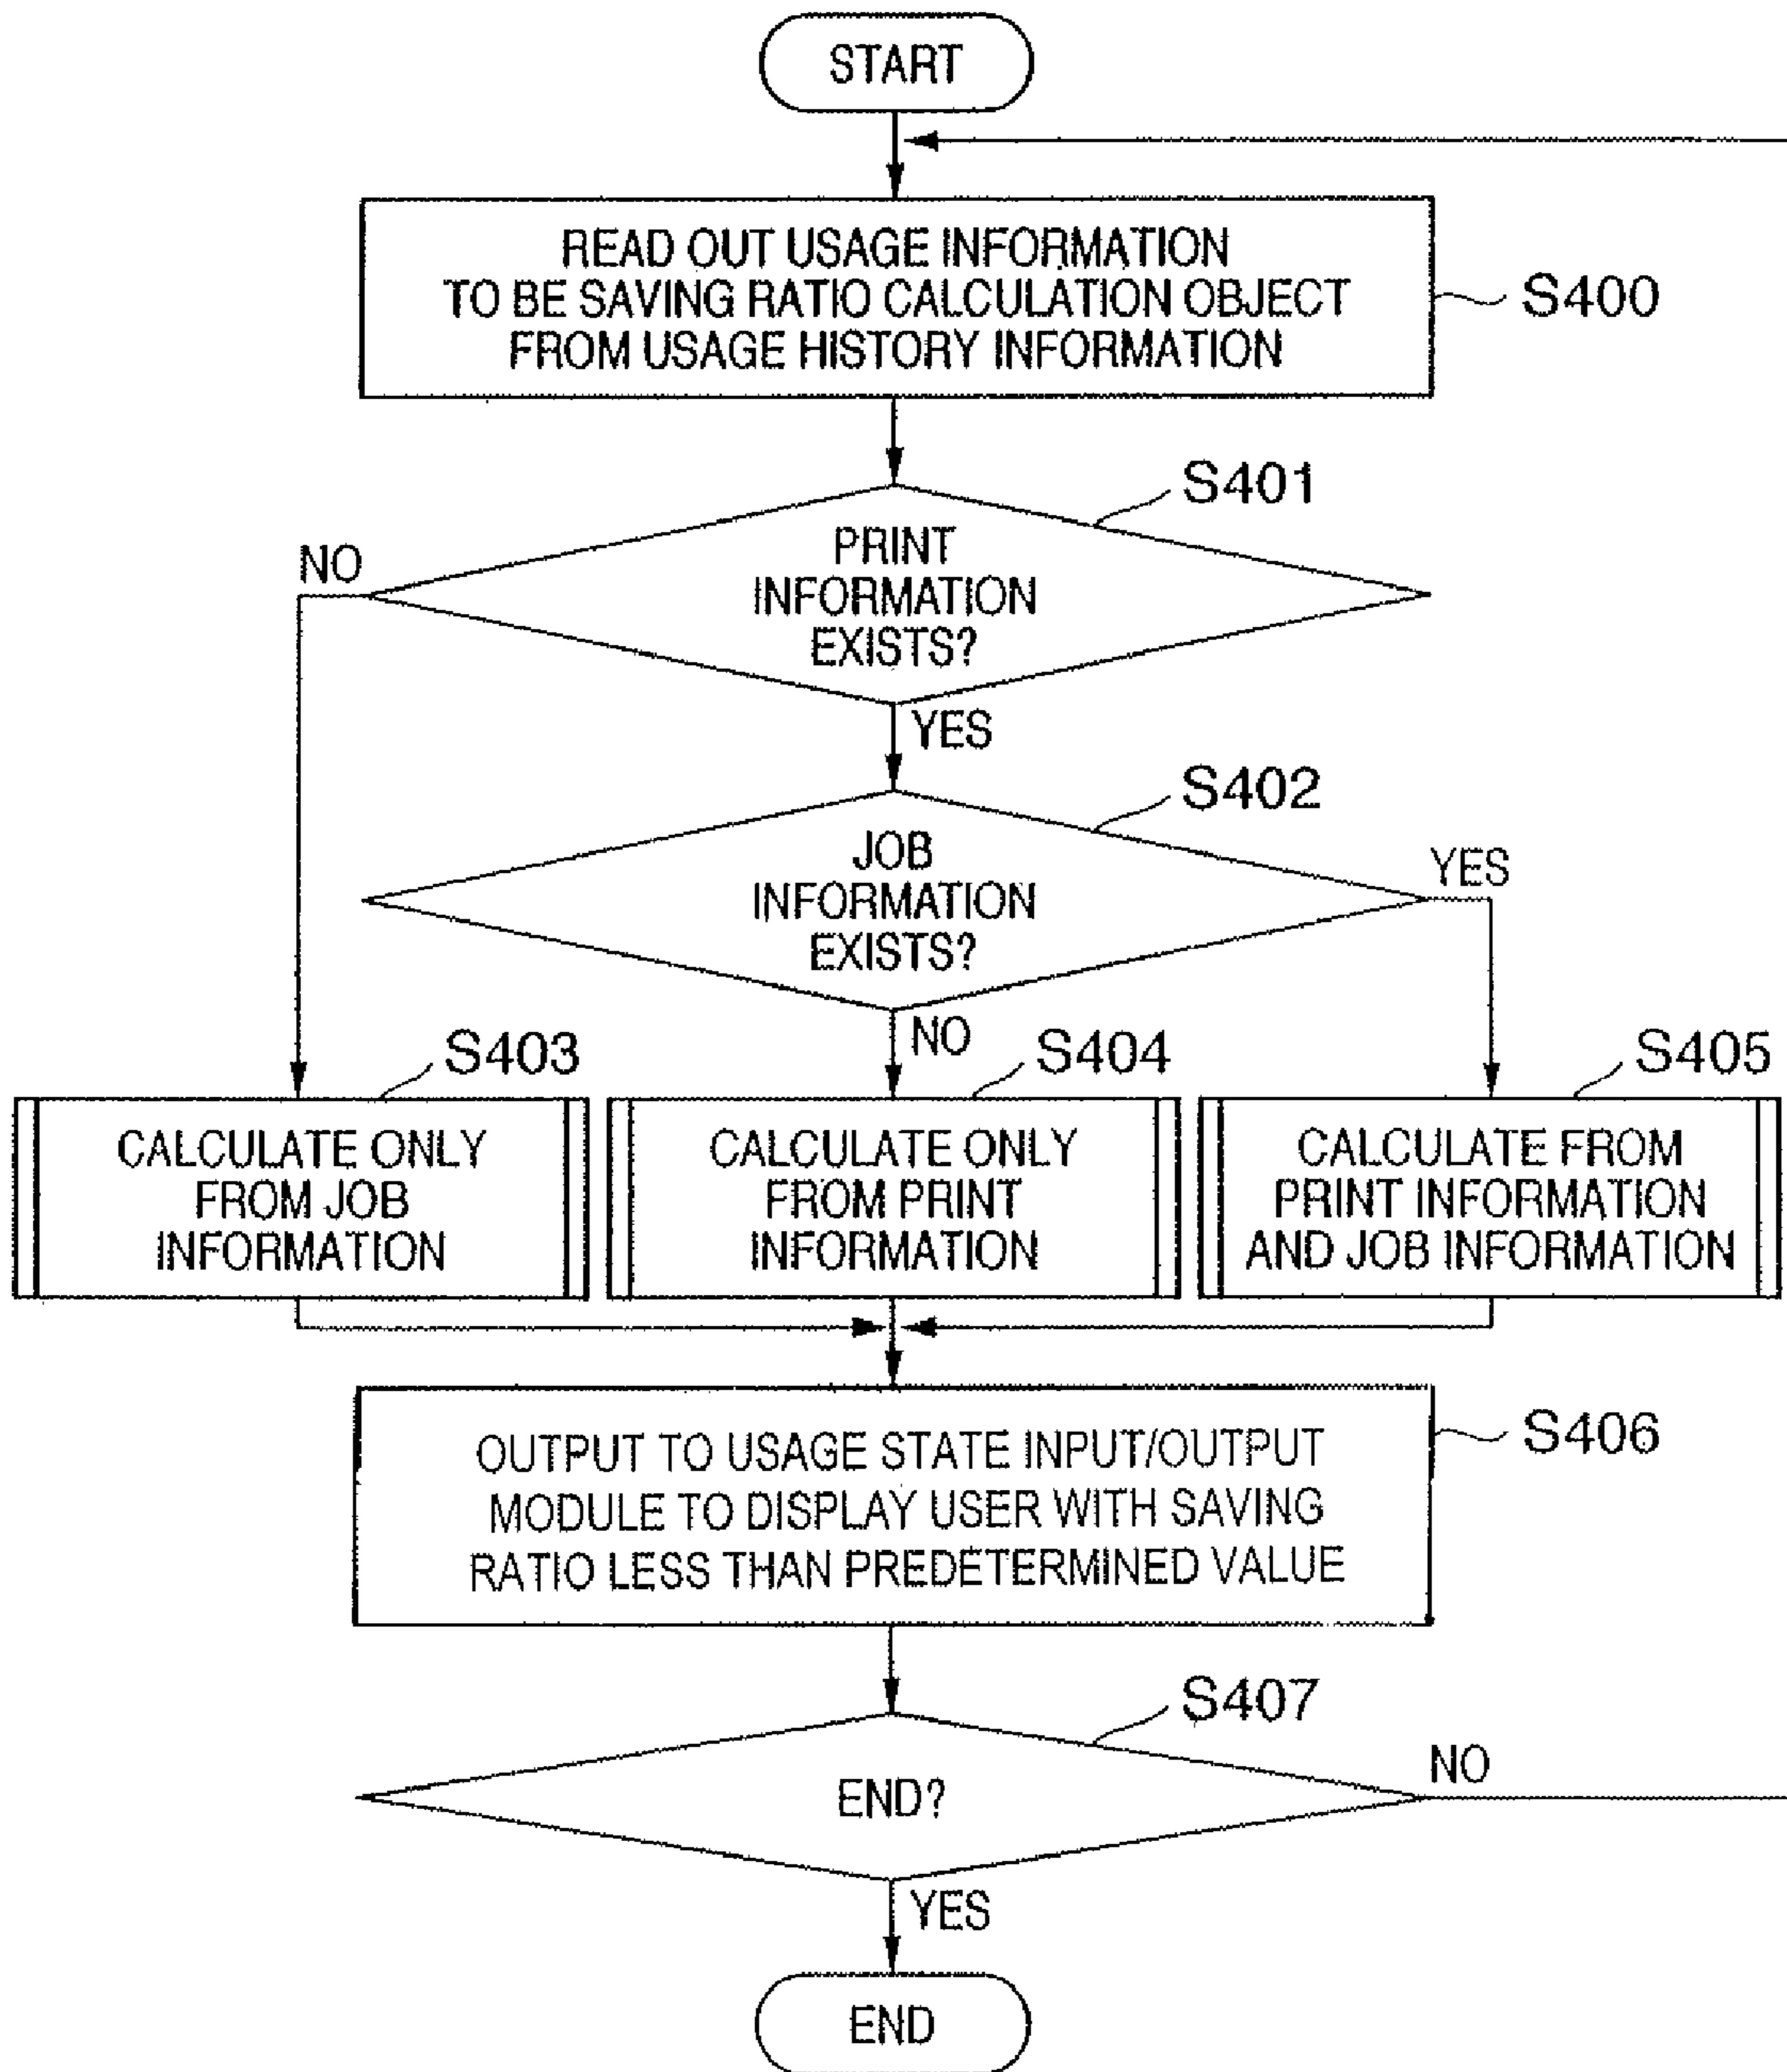 START
READ OUT USAGE INFORMATION
TO BE SAVING RATIO CALCULATION OBJECT
FROM USAGE HISTORY INFORMATION
S400
S401
PRINT
INFORMATION
EXISTS?
NO
YES
S402
JOB
INFORMATION
EXISTS?
YES
NO
S403
CALCULATE ONLY
FROM JOB
INFORMATION
S404
CALCULATE ONLY
FROM PRINT
INFORMATION
S405
CALCULATE FROM
PRINT INFORMATION
AND JOB INFORMATION
OUTPUT TO USAGE STATE INPUT/OUTPUT
MODULE TO DISPLAY USER WITH SAVING
RATIO LESS THAN PREDETERMINED VALUE
S406
S407
END?
NO
YES
END